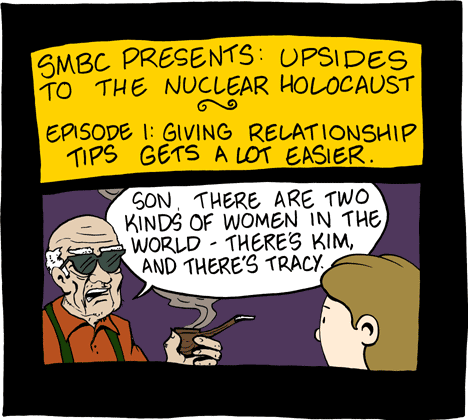 SMBC PRESENTS: UPSIDES
TO THE NUCLEAR HOLOCAUST
EPISODE 1: GIVING RELATIONSHIP
TIPS GETS A LOT EASIER.
SON, THERE ARE TWO
KINDS OF WOMEN IN THE
WORLD - THERE'S KIM,
AND THERE'S TRACY.